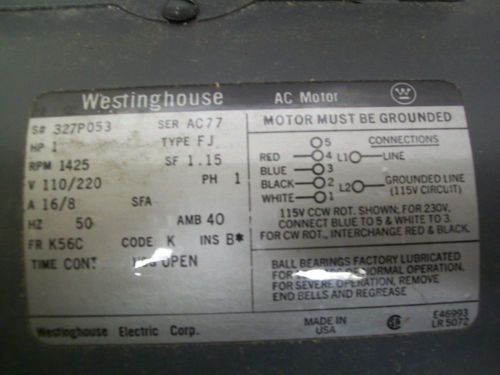 Westinghouse
AC Motor
W
S# 327P053 SER AC77
HP 1 TYPE FJ
RPM 1425 SF 1.15
V 110/220 PH 1
A 16/8 SFA
HZ 50 AMB 40
FR K56C CODE K INS B*
TIME CONT HSG OPEN
Westinghouse Electric Corp.
MOTOR MUST BE GROUNDED
CONNECTIONS
5
RED 4 L1 LINE
BLUE 3
BLACK 2 L2 GROUNDED LINE
WHITE 1 (115V CIRCUIT)
115V CCW ROT. SHOWN: FOR 230V,
CONNECT BLUE TO 5 & WHITE TO 3.
FOR CW ROT., INTERCHANGE RED & BLACK.
BALL BEARINGS FACTORY LUBRICATED
FOR OF NORMAL OPERATION.
FOR SEVERE OPERATION, REMOVE
END BELLS AND REGREASE
MADE IN
USA
E46993
LR 5072